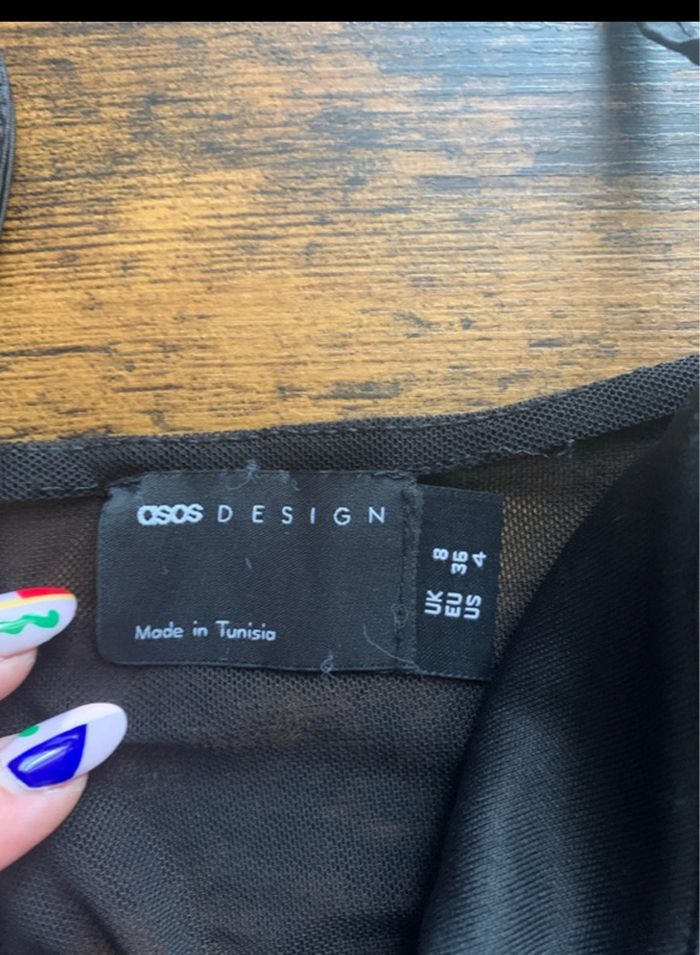 asos DESIGN
Made in Tunisia
UK 8
EU 36
US 4